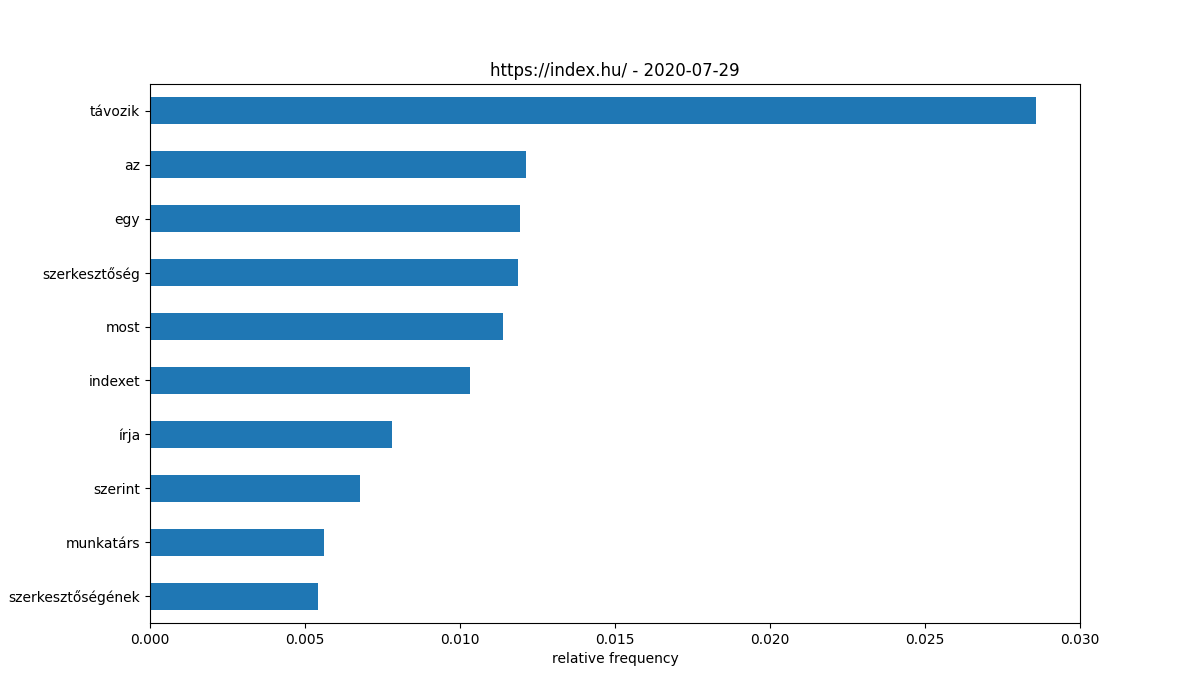 https://index.hu/ - 2020-07-29
távozik
az
egy
szerkesztőség
most
indexet
írja
szerint
munkatárs
szerkesztőségének
0.000 0.005 0.010 0.015 0.020 0.025 0.030
relative frequency